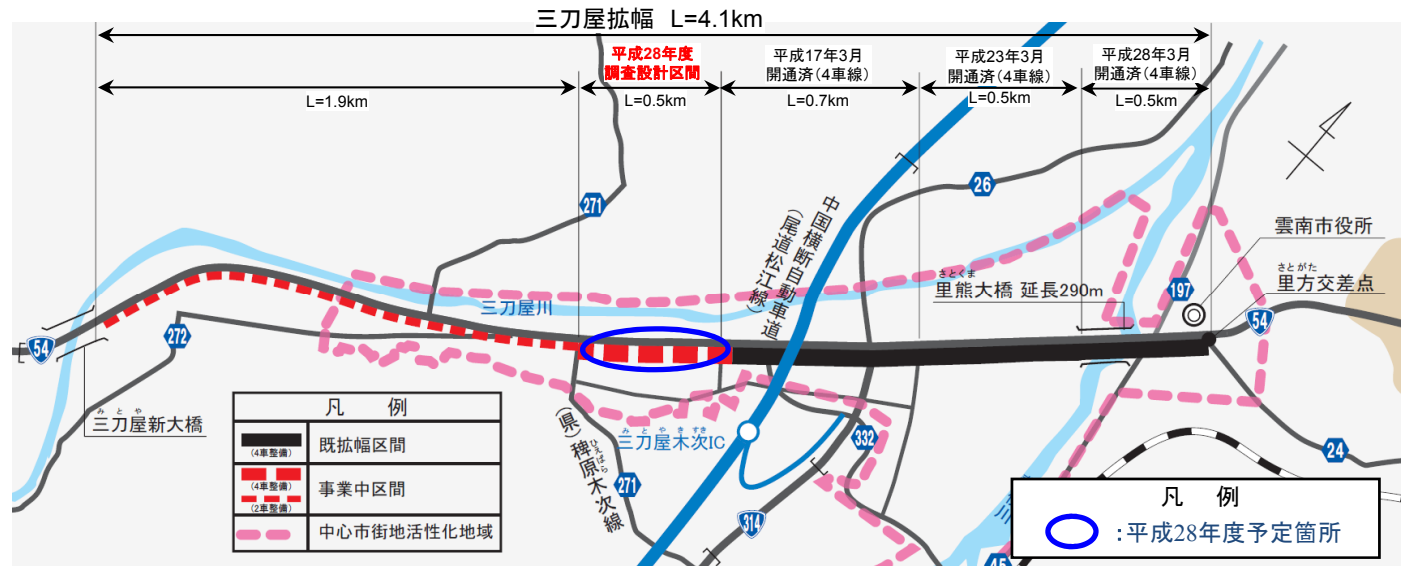 三刀屋拡幅 L=4.1km
平成28年度
調査設計区間
平成17年3月
開通済(4車線)
平成23年3月
開通済(4車線)
平成28年3月
開通済(4車線)
L=1.9km
L=0.5km
L=0.7km
L=0.5km
L=0.5km
26
271
中国横断自動車道
(尾道松江線)
雲南市役所
さとくま
里熊大橋 延長290m
197
さとがた
里方交差点
三刀屋川
54
272
54
みとや
三刀屋新大橋
みとやきすき
三刀屋木次IC
332
ひえばら
(県)稗原木次線
271
314
24
45
凡 例
(4車整備)
既拡幅区間
(4車整備)
(2車整備)
事業中区間
中心市街地活性化地域
凡 例
:平成28年度予定箇所